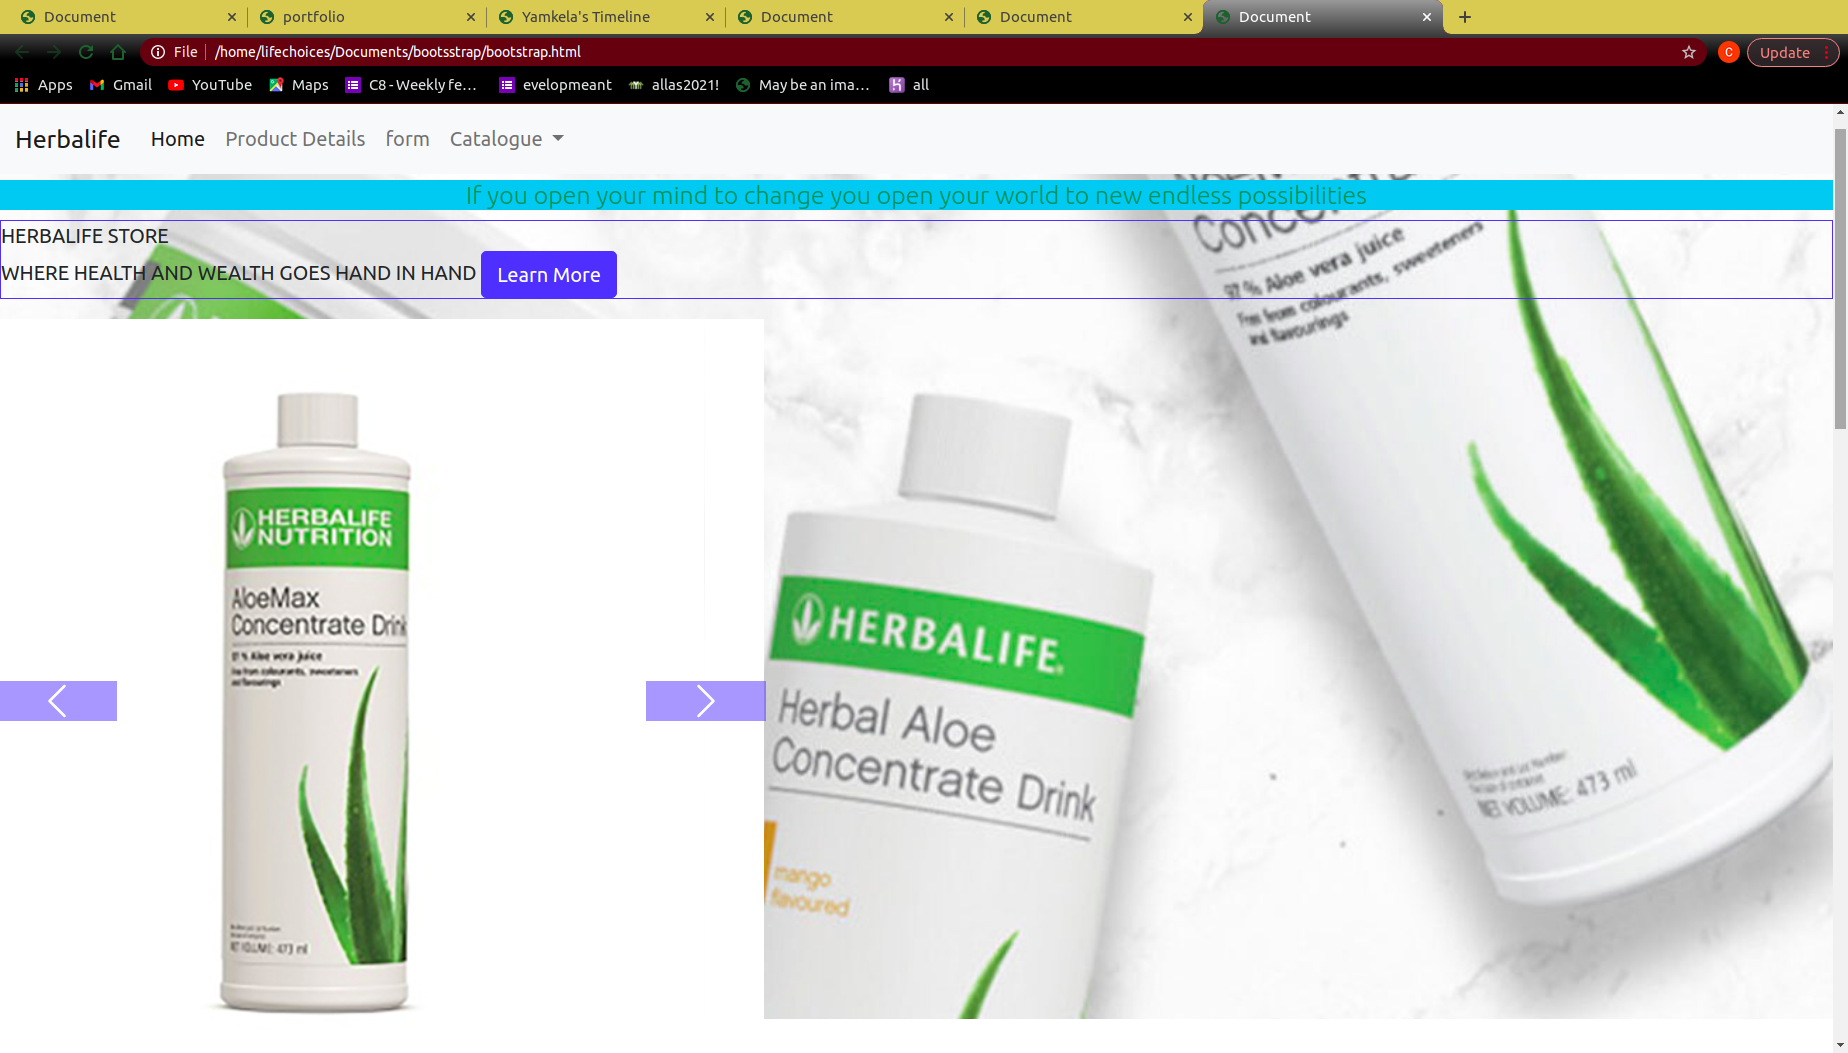 Document
portfolio
Yamkela's Timeline
Document
Document
Document
File
/home/lifechoices/Documents/bootsstrap/bootstrap.html
C
Update
Apps
Gmail
YouTube
Maps
C8 - Weekly fe...
evelopmeant
allas2021!
May be an ima...
all
Herbalife
Home
Product Details
form
Catalogue
If you open your mind to change you open your world to new endless possibilities
HERBALIFE STORE
WHERE HEALTH AND WEALTH GOES HAND IN HAND
Learn More
HERBALIFE
NUTRITION
AloeMax
Concentrate Drink
97 % Aloe vera juice
Free from colourants, sweeteners
and flavourings
NET VOLUME: 473 ml
HERBALIFE.
Herbal Aloe
Concentrate Drink
mango
flavoured
Concentrate
97 % Aloe vera juice
Free from colourants, sweeteners
and flavourings
NET VOLUME: 473 ml